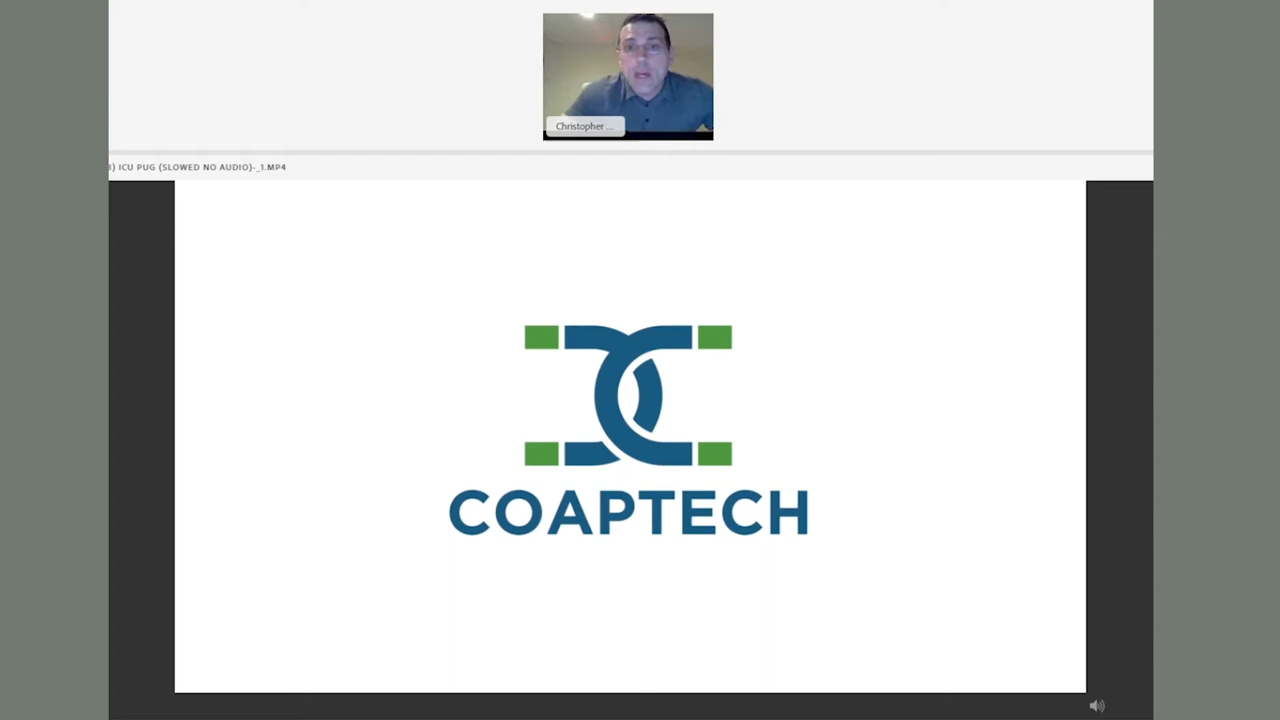 Christopher ...
) ICU PUG (SLOWED NO AUDIO)-_1.MP4
COAPTECH